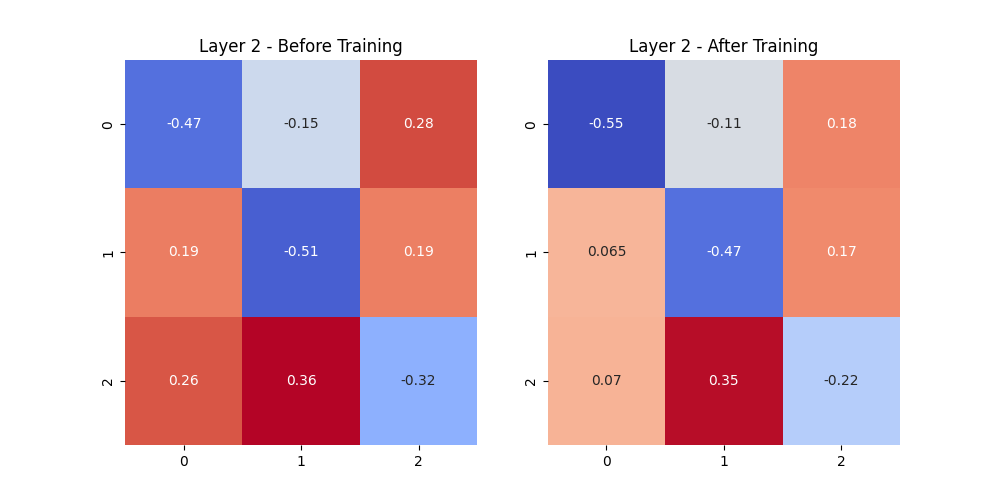 Layer 2 - Before Training
Layer 2 - After Training
0 -0.47 -0.15 0.28
1 0.19 -0.51 0.19
2 0.26 0.36 -0.32
0 1 2
0 -0.55 -0.11 0.18
1 0.065 -0.47 0.17
2 0.07 0.35 -0.22
0 1 2